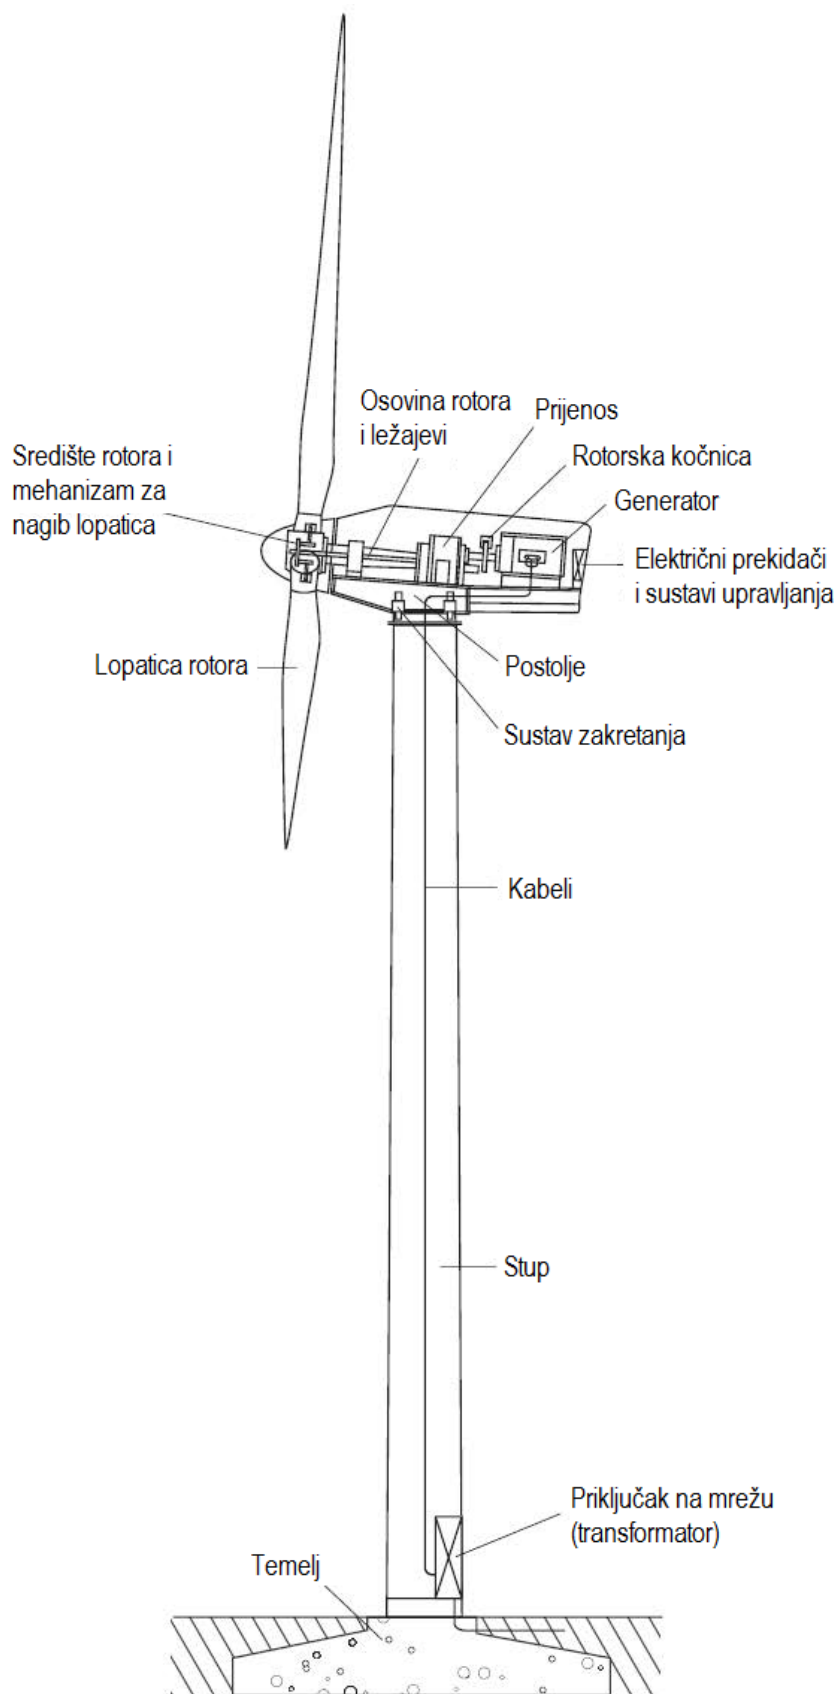 Osovina rotora
i ležajevi
Prijenos
Središte rotora i
mehanizam za
nagib lopatica
Rotorska kočnica
Generator
Električni prekidači
i sustavi upravljanja
Lopatica rotora
Postolje
Sustav zakretanja
Kabeli
Stup
Priključak na mrežu
(transformator)
Temelj